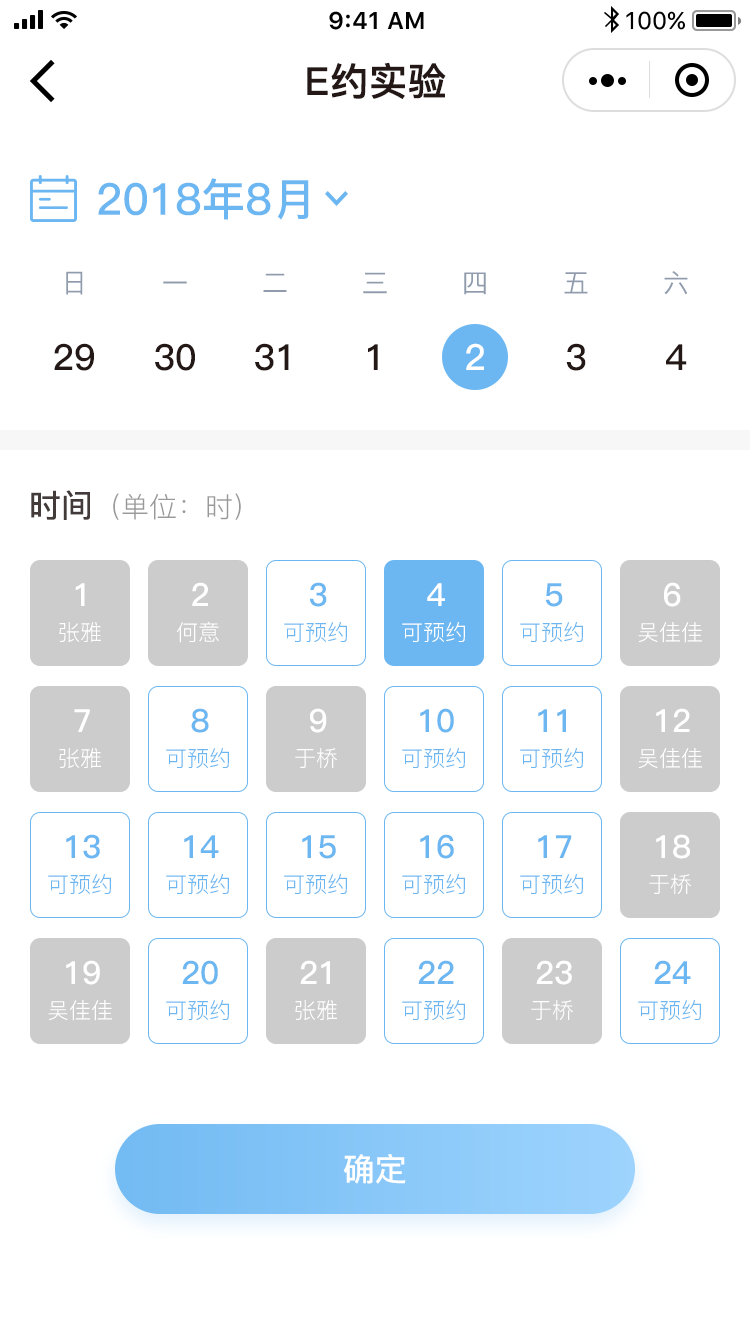 9:41 AM 100%
E约实验
2018年8月
日 一 二 三 四 五 六
29 30 31 1 2 3 4
时间（单位：时）
1 2 3 4 5 6
张雅 何意 可预约 可预约 可预约 吴佳佳
7 8 9 10 11 12
张雅 可预约 于桥 可预约 可预约 吴佳佳
13 14 15 16 17 18
可预约 可预约 可预约 可预约 可预约 于桥
19 20 21 22 23 24
吴佳佳 可预约 张雅 可预约 于桥 可预约
确定